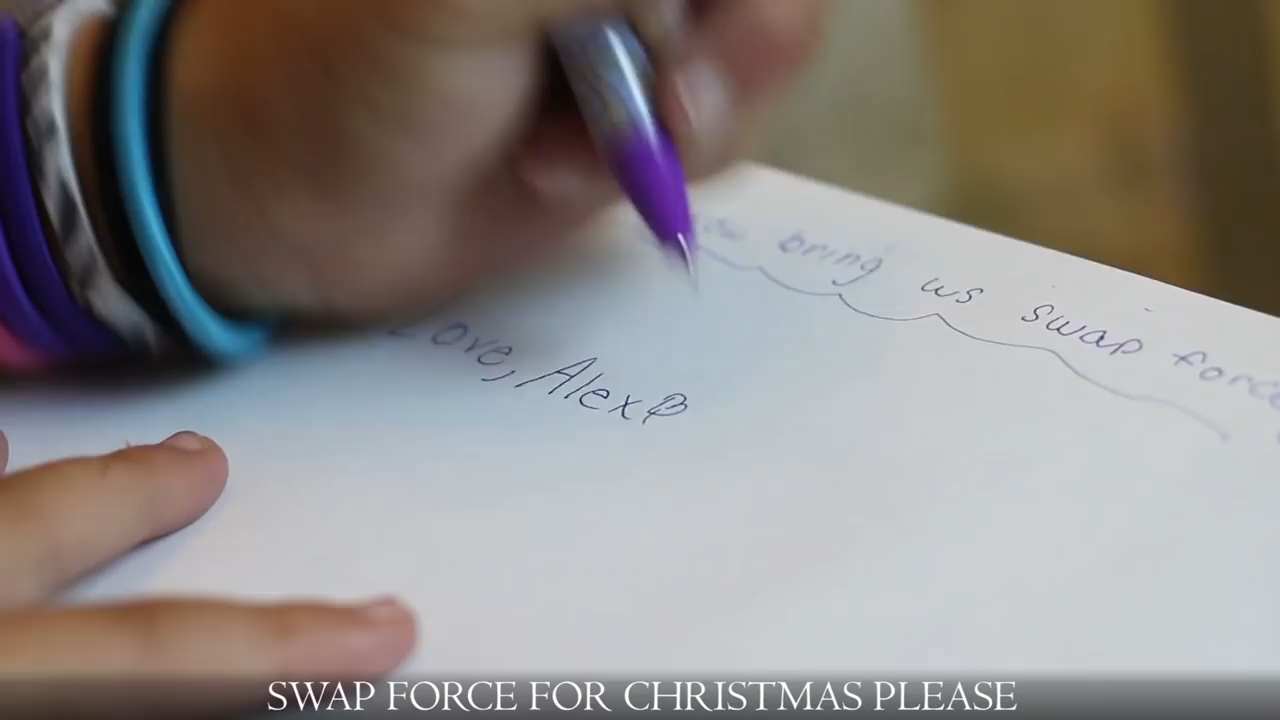 bring us swap force
Love, Alex
SWAP FORCE FOR CHRISTMAS PLEASE